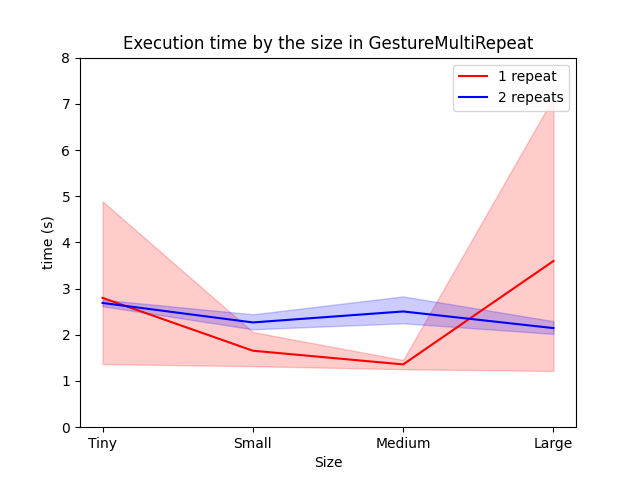 Execution time by the size in GestureMultiRepeat
8
7
6
5
4
3
2
1
0
time (s)
1 repeat
2 repeats
Tiny Small Medium Large
Size